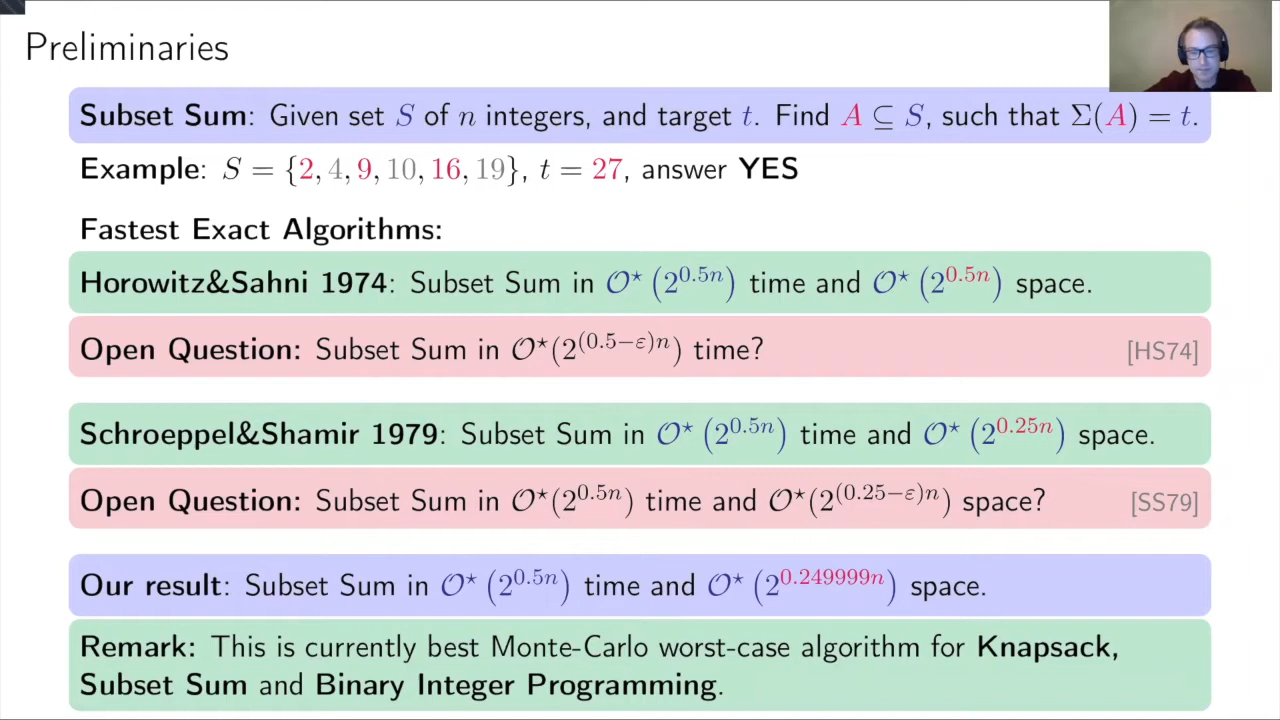 Preliminaries
Subset Sum: Given set S of n integers, and target t. Find A ⊆ S, such that Σ(A) = t.
Example: S = {2, 4, 9, 10, 16, 19}, t = 27, answer YES
Fastest Exact Algorithms:
Horowitz&Sahni 1974: Subset Sum in 𝒪⋆(2^{0.5n}) time and 𝒪⋆(2^{0.5n}) space.
Open Question: Subset Sum in 𝒪⋆(2^{(0.5−ε)n}) time? [HS74]
Schroeppel&Shamir 1979: Subset Sum in 𝒪⋆(2^{0.5n}) time and 𝒪⋆(2^{0.25n}) space.
Open Question: Subset Sum in 𝒪⋆(2^{0.5n}) time and 𝒪⋆(2^{(0.25−ε)n}) space? [SS79]
Our result: Subset Sum in 𝒪⋆(2^{0.5n}) time and 𝒪⋆(2^{0.249999n}) space.
Remark: This is currently best Monte-Carlo worst-case algorithm for Knapsack,
Subset Sum and Binary Integer Programming.